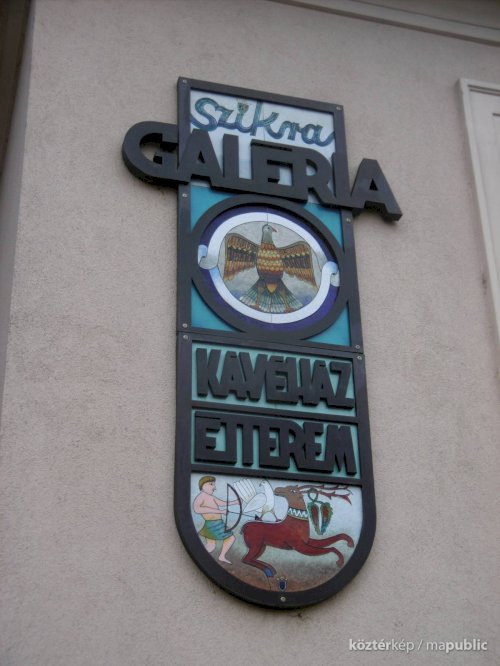 Szikra
GALERIA
KÁVÉHÁZ
ÉTTEREM
köztérkép / mapublic